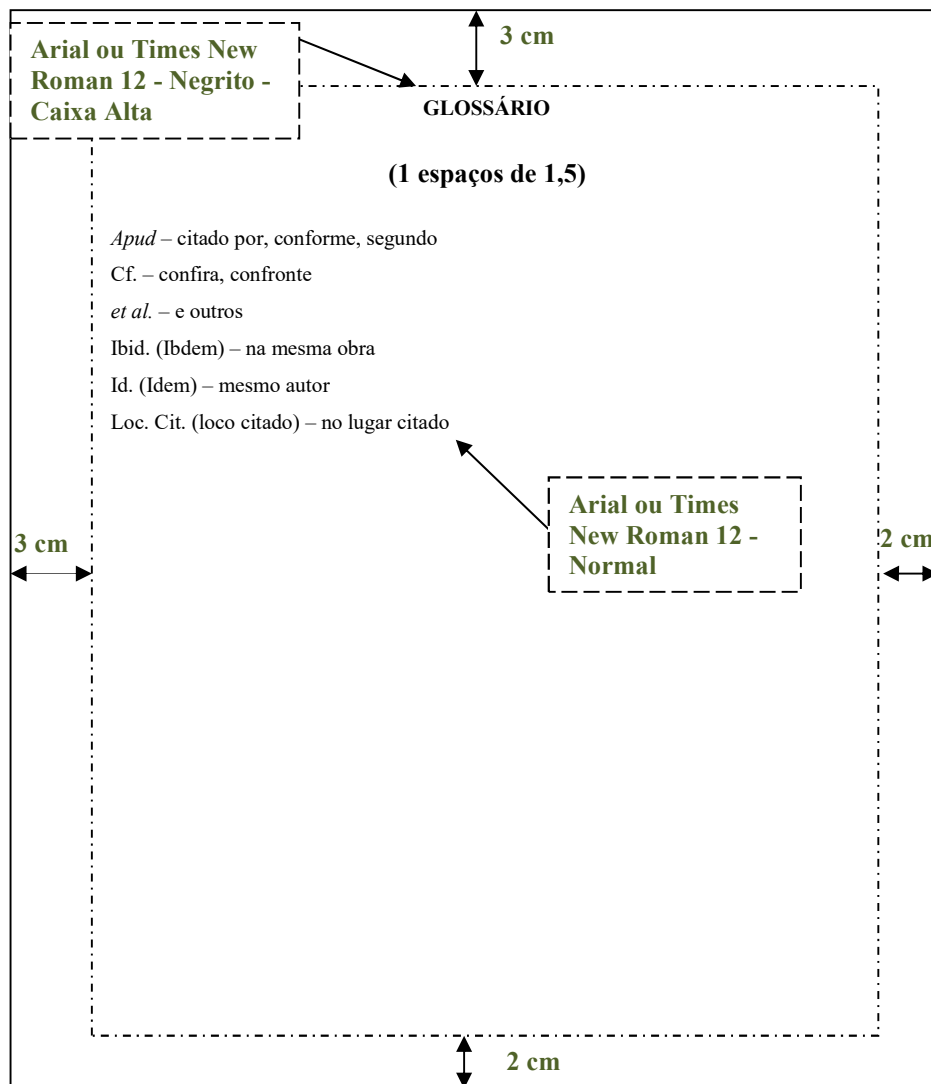 3 cm
Arial ou Times New
Roman 12 - Negrito -
Caixa Alta
GLOSSÁRIO
(1 espaços de 1,5)
Apud – citado por, conforme, segundo
Cf. – confira, confronte
et al. – e outros
Ibid. (Ibdem) – na mesma obra
Id. (Idem) – mesmo autor
Loc. Cit. (loco citado) – no lugar citado
Arial ou Times
New Roman 12 -
Normal
3 cm
2 cm
2 cm